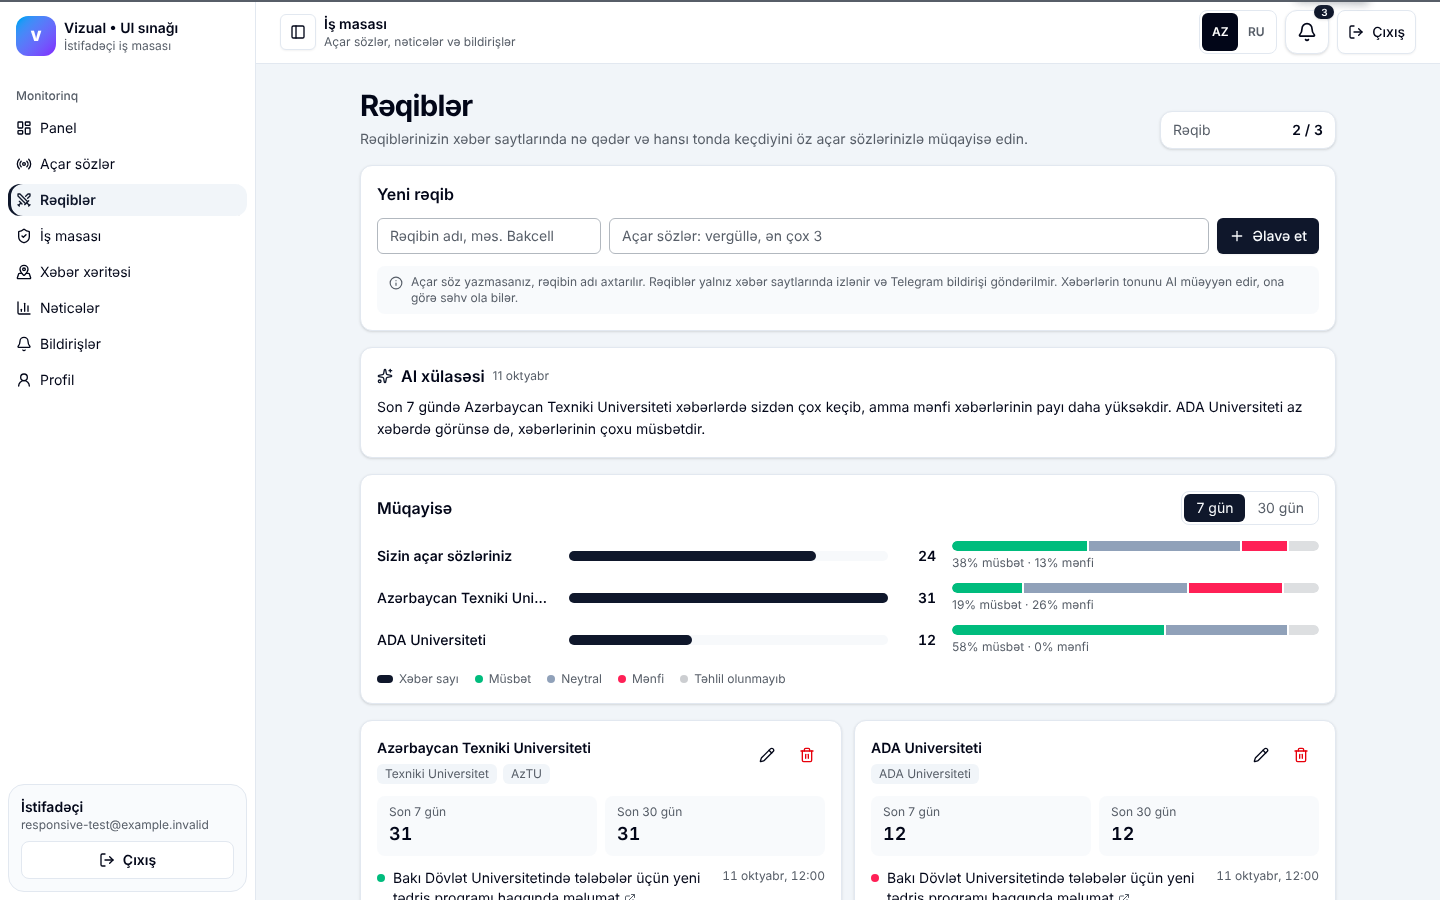 v
Vizual • UI sınağı
İstifadəçi iş masası
Monitorinq
Panel
Açar sözlər
Rəqiblər
İş masası
Xəbər xəritəsi
Nəticələr
Bildirişlər
Profil
İstifadəçi
responsive-test@example.invalid
Çıxış
İş masası
Açar sözlər, nəticələr və bildirişlər
AZ RU
3
Çıxış
Rəqiblər
Rəqiblərinizin xəbər saytlarında nə qədər və hansı tonda keçdiyini öz açar sözlərinizlə müqayisə edin.
Rəqib 2 / 3
Yeni rəqib
Rəqibin adı, məs. Bakcell
Açar sözlər: vergüllə, ən çox 3
Əlavə et
Açar söz yazmasanız, rəqibin adı axtarılır. Rəqiblər yalnız xəbər saytlarında izlənir və Telegram bildirişi göndərilmir. Xəbərlərin tonunu AI müəyyən edir, ona
görə səhv ola bilər.
AI xülasəsi 11 oktyabr
Son 7 gündə Azərbaycan Texniki Universiteti xəbərlərdə sizdən çox keçib, amma mənfi xəbərlərinin payı daha yüksəkdir. ADA Universiteti az
xəbərdə görünsə də, xəbərlərinin çoxu müsbətdir.
Müqayisə
7 gün 30 gün
Sizin açar sözləriniz 24
38% müsbət · 13% mənfi
Azərbaycan Texniki Uni... 31
19% müsbət · 26% mənfi
ADA Universiteti 12
58% müsbət · 0% mənfi
Xəbər sayı Müsbət Neytral Mənfi Təhlil olunmayıb
Azərbaycan Texniki Universiteti
Texniki Universitet AzTU
Son 7 gün
31
Son 30 gün
31
Bakı Dövlət Universitetində tələbələr üçün yeni
tədris proqramı haqqında məlumat
11 oktyabr, 12:00
ADA Universiteti
ADA Universiteti
Son 7 gün
12
Son 30 gün
12
Bakı Dövlət Universitetində tələbələr üçün yeni
tədris proqramı haqqında məlumat
11 oktyabr, 12:00